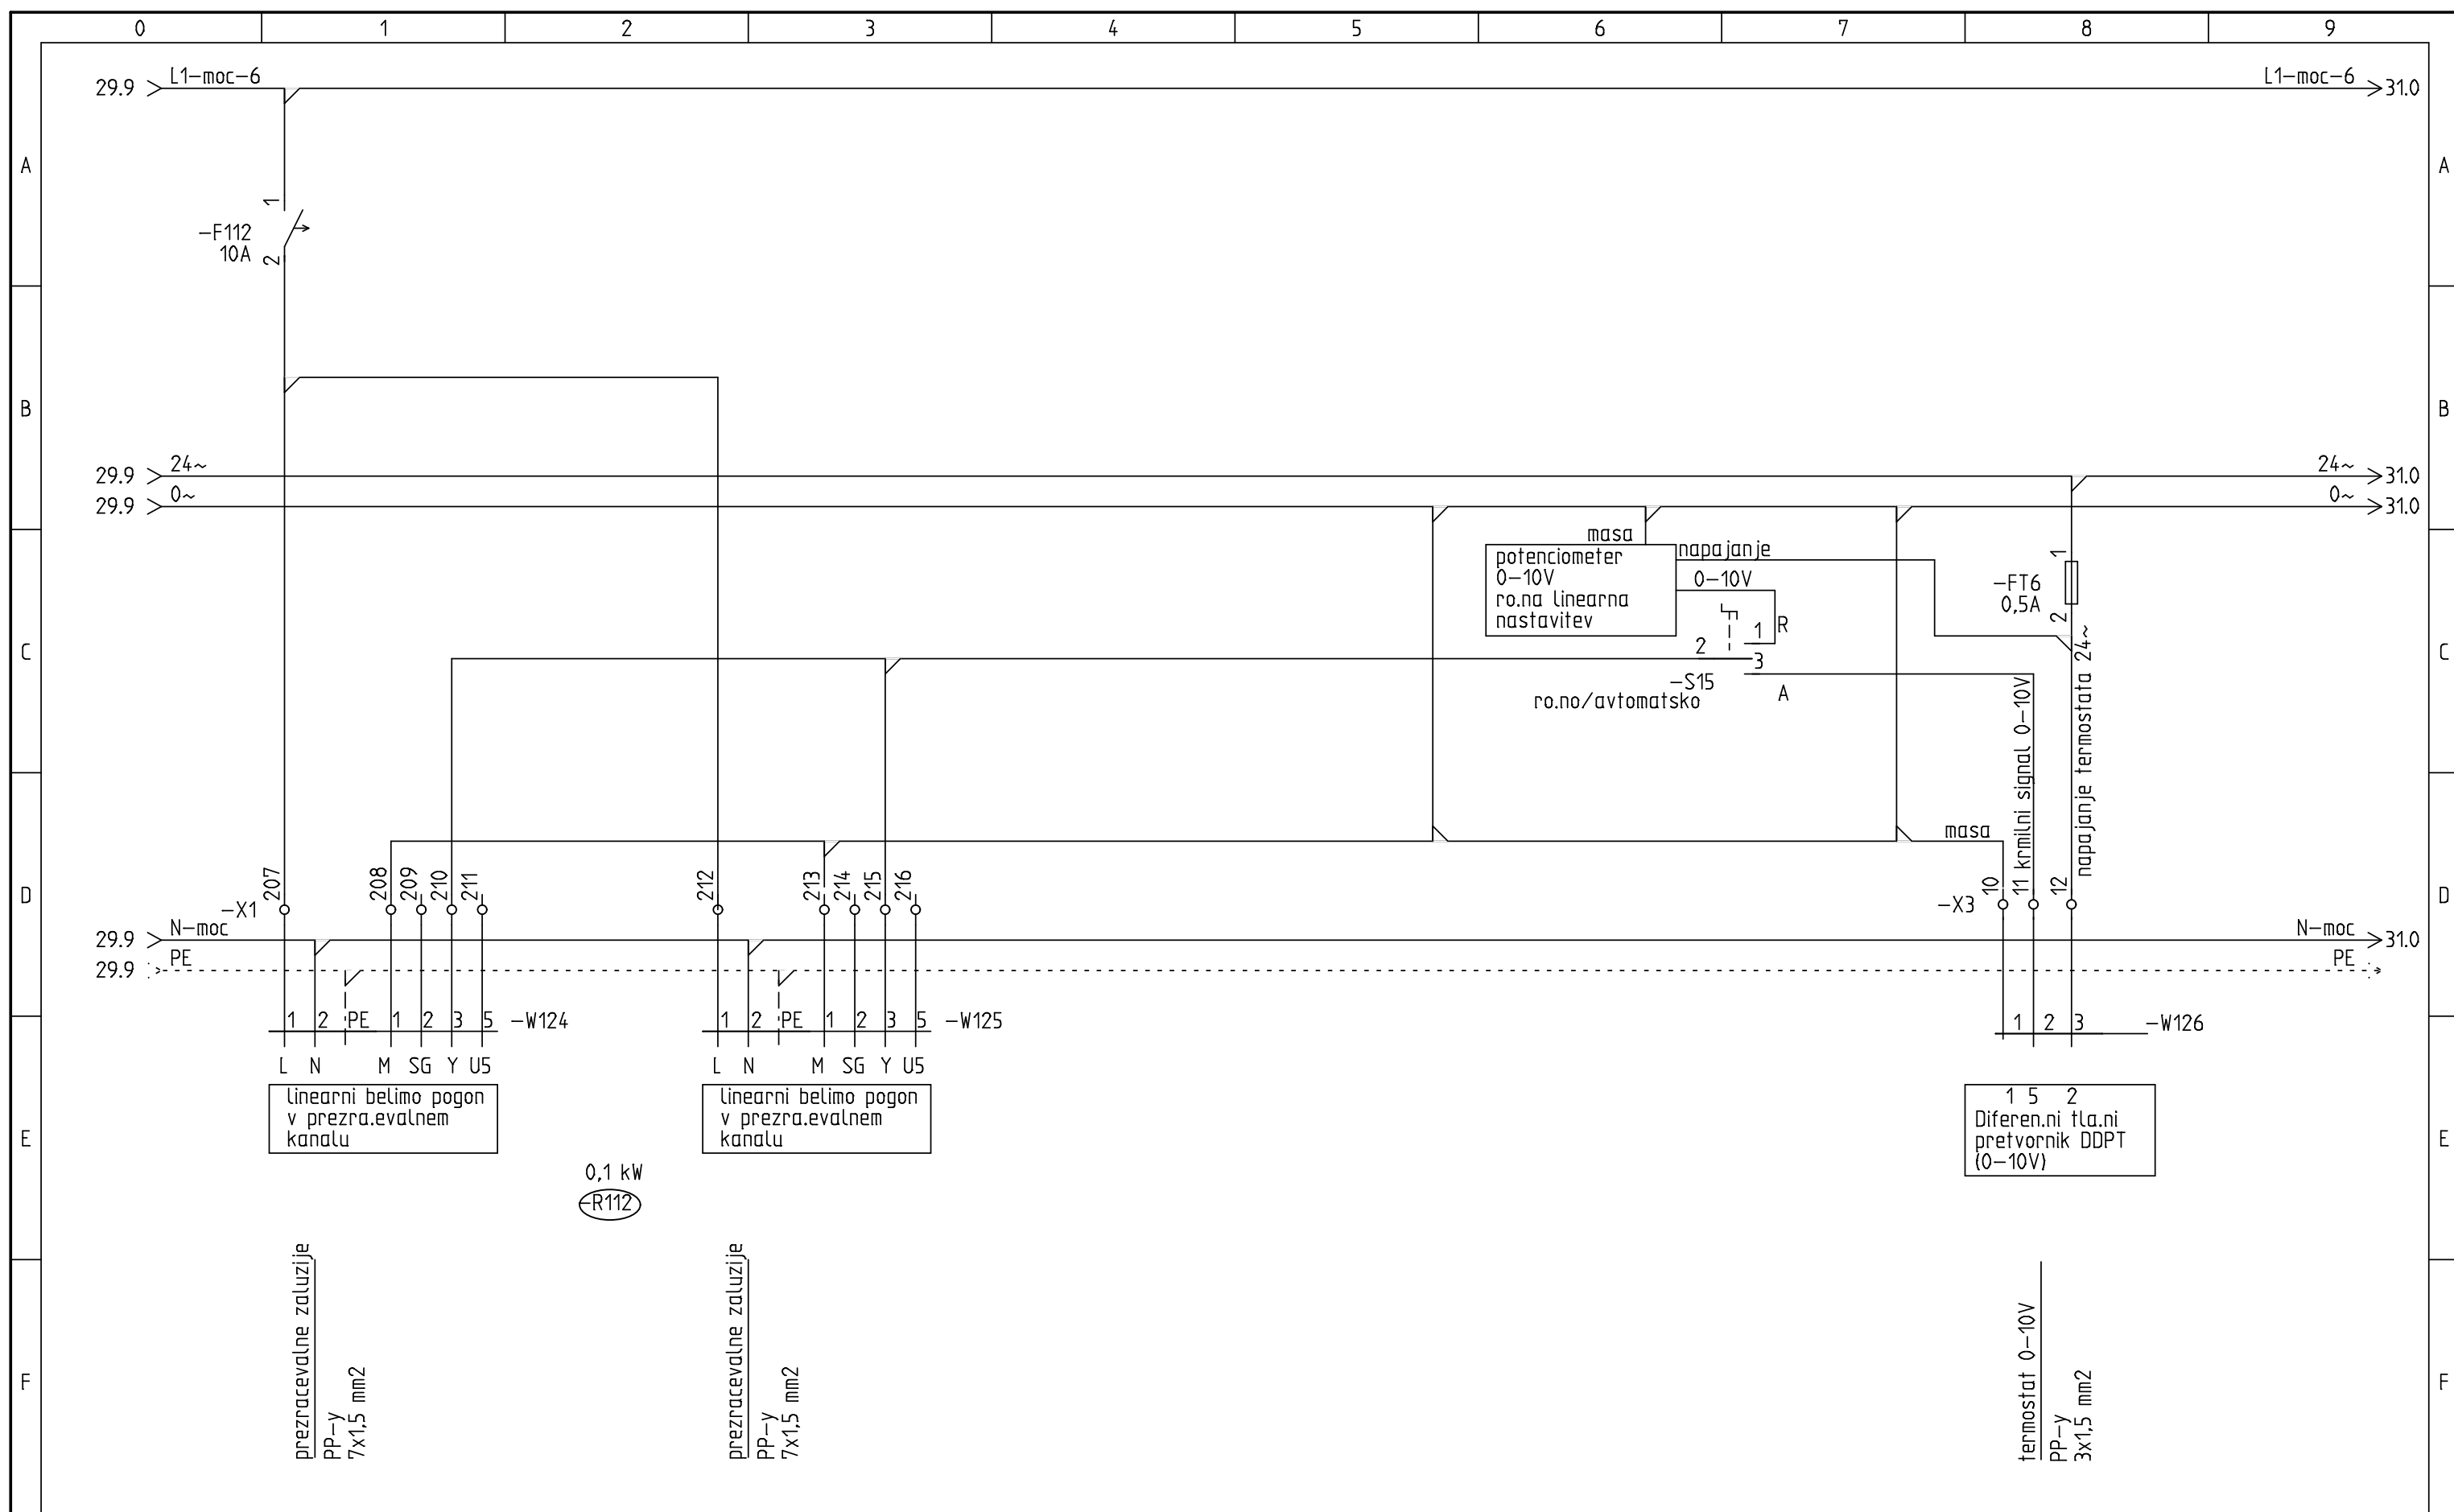 0 1 2 3 4 5 6 7 8 9
29.9 L1-moc-6 L1-moc-6 31.0
A A
1
-F112
10A 2
B B
29.9 24~ 24~ 31.0
29.9 0~ 0~ 31.0
masa
potenciometer
0-10V
ro.na linearna
nastavitev
napajanje
0-10V
R
1
2
3
-S15
ro.no/avtomatsko
A
1
-FT6
0,5A
2
C C
krmilni signal 0-10V
napajanje termostata 24~
masa
D D
-X1 207 208 209 210 211 212 213 214 215 216
-X3 10 11 12
29.9 N-moc N-moc 31.0
29.9 PE PE
1 2 PE 1 2 3 5 -W124
1 2 PE 1 2 3 5 -W125
1 2 3 -W126
L N M SG Y U5
L N M SG Y U5
linearni belimo pogon
v prezra.evalnem
kanalu
linearni belimo pogon
v prezra.evalnem
kanalu
1 5 2
Diferen.ni tla.ni
pretvornik DDPT
(0-10V)
E E
0,1 kW
-R112
prezracevalne zaluzije
PP-y
7x1,5 mm2
prezracevalne zaluzije
PP-y
7x1,5 mm2
termostat 0-10V
PP-y
3x1,5 mm2
F F